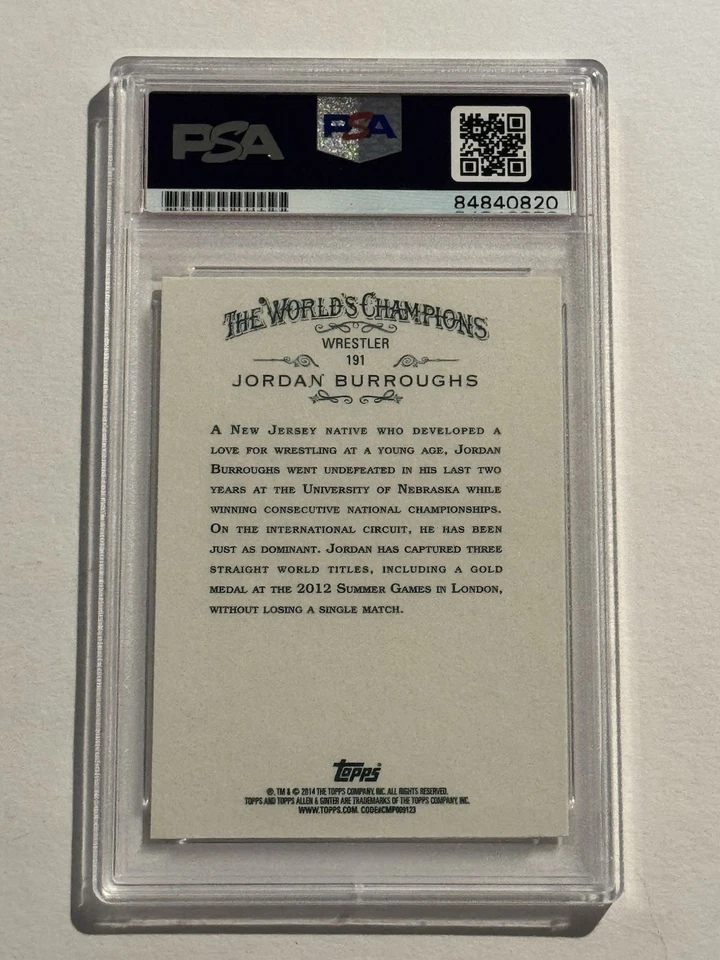 PSA
PSA
84840820
THE WORLD'S CHAMPIONS
WRESTLER
191
JORDAN BURROUGHS
A NEW JERSEY NATIVE WHO DEVELOPED A
LOVE FOR WRESTLING AT A YOUNG AGE, JORDAN
BURROUGHS WENT UNDEFEATED IN HIS LAST TWO
YEARS AT THE UNIVERSITY OF NEBRASKA WHILE
WINNING CONSECUTIVE NATIONAL CHAMPIONSHIPS.
ON THE INTERNATIONAL CIRCUIT, HE HAS BEEN
JUST AS DOMINANT. JORDAN HAS CAPTURED THREE
STRAIGHT WORLD TITLES, INCLUDING A GOLD
MEDAL AT THE 2012 SUMMER GAMES IN LONDON,
WITHOUT LOSING A SINGLE MATCH.
Topps
®, TM & © 2014 THE TOPPS COMPANY, INC. ALL RIGHTS RESERVED.
TOPPS AND TOPPS ALLEN & GINTER ARE TRADEMARKS OF THE TOPPS COMPANY, INC.
WWW.TOPPS.COM. CODE#CMP009123